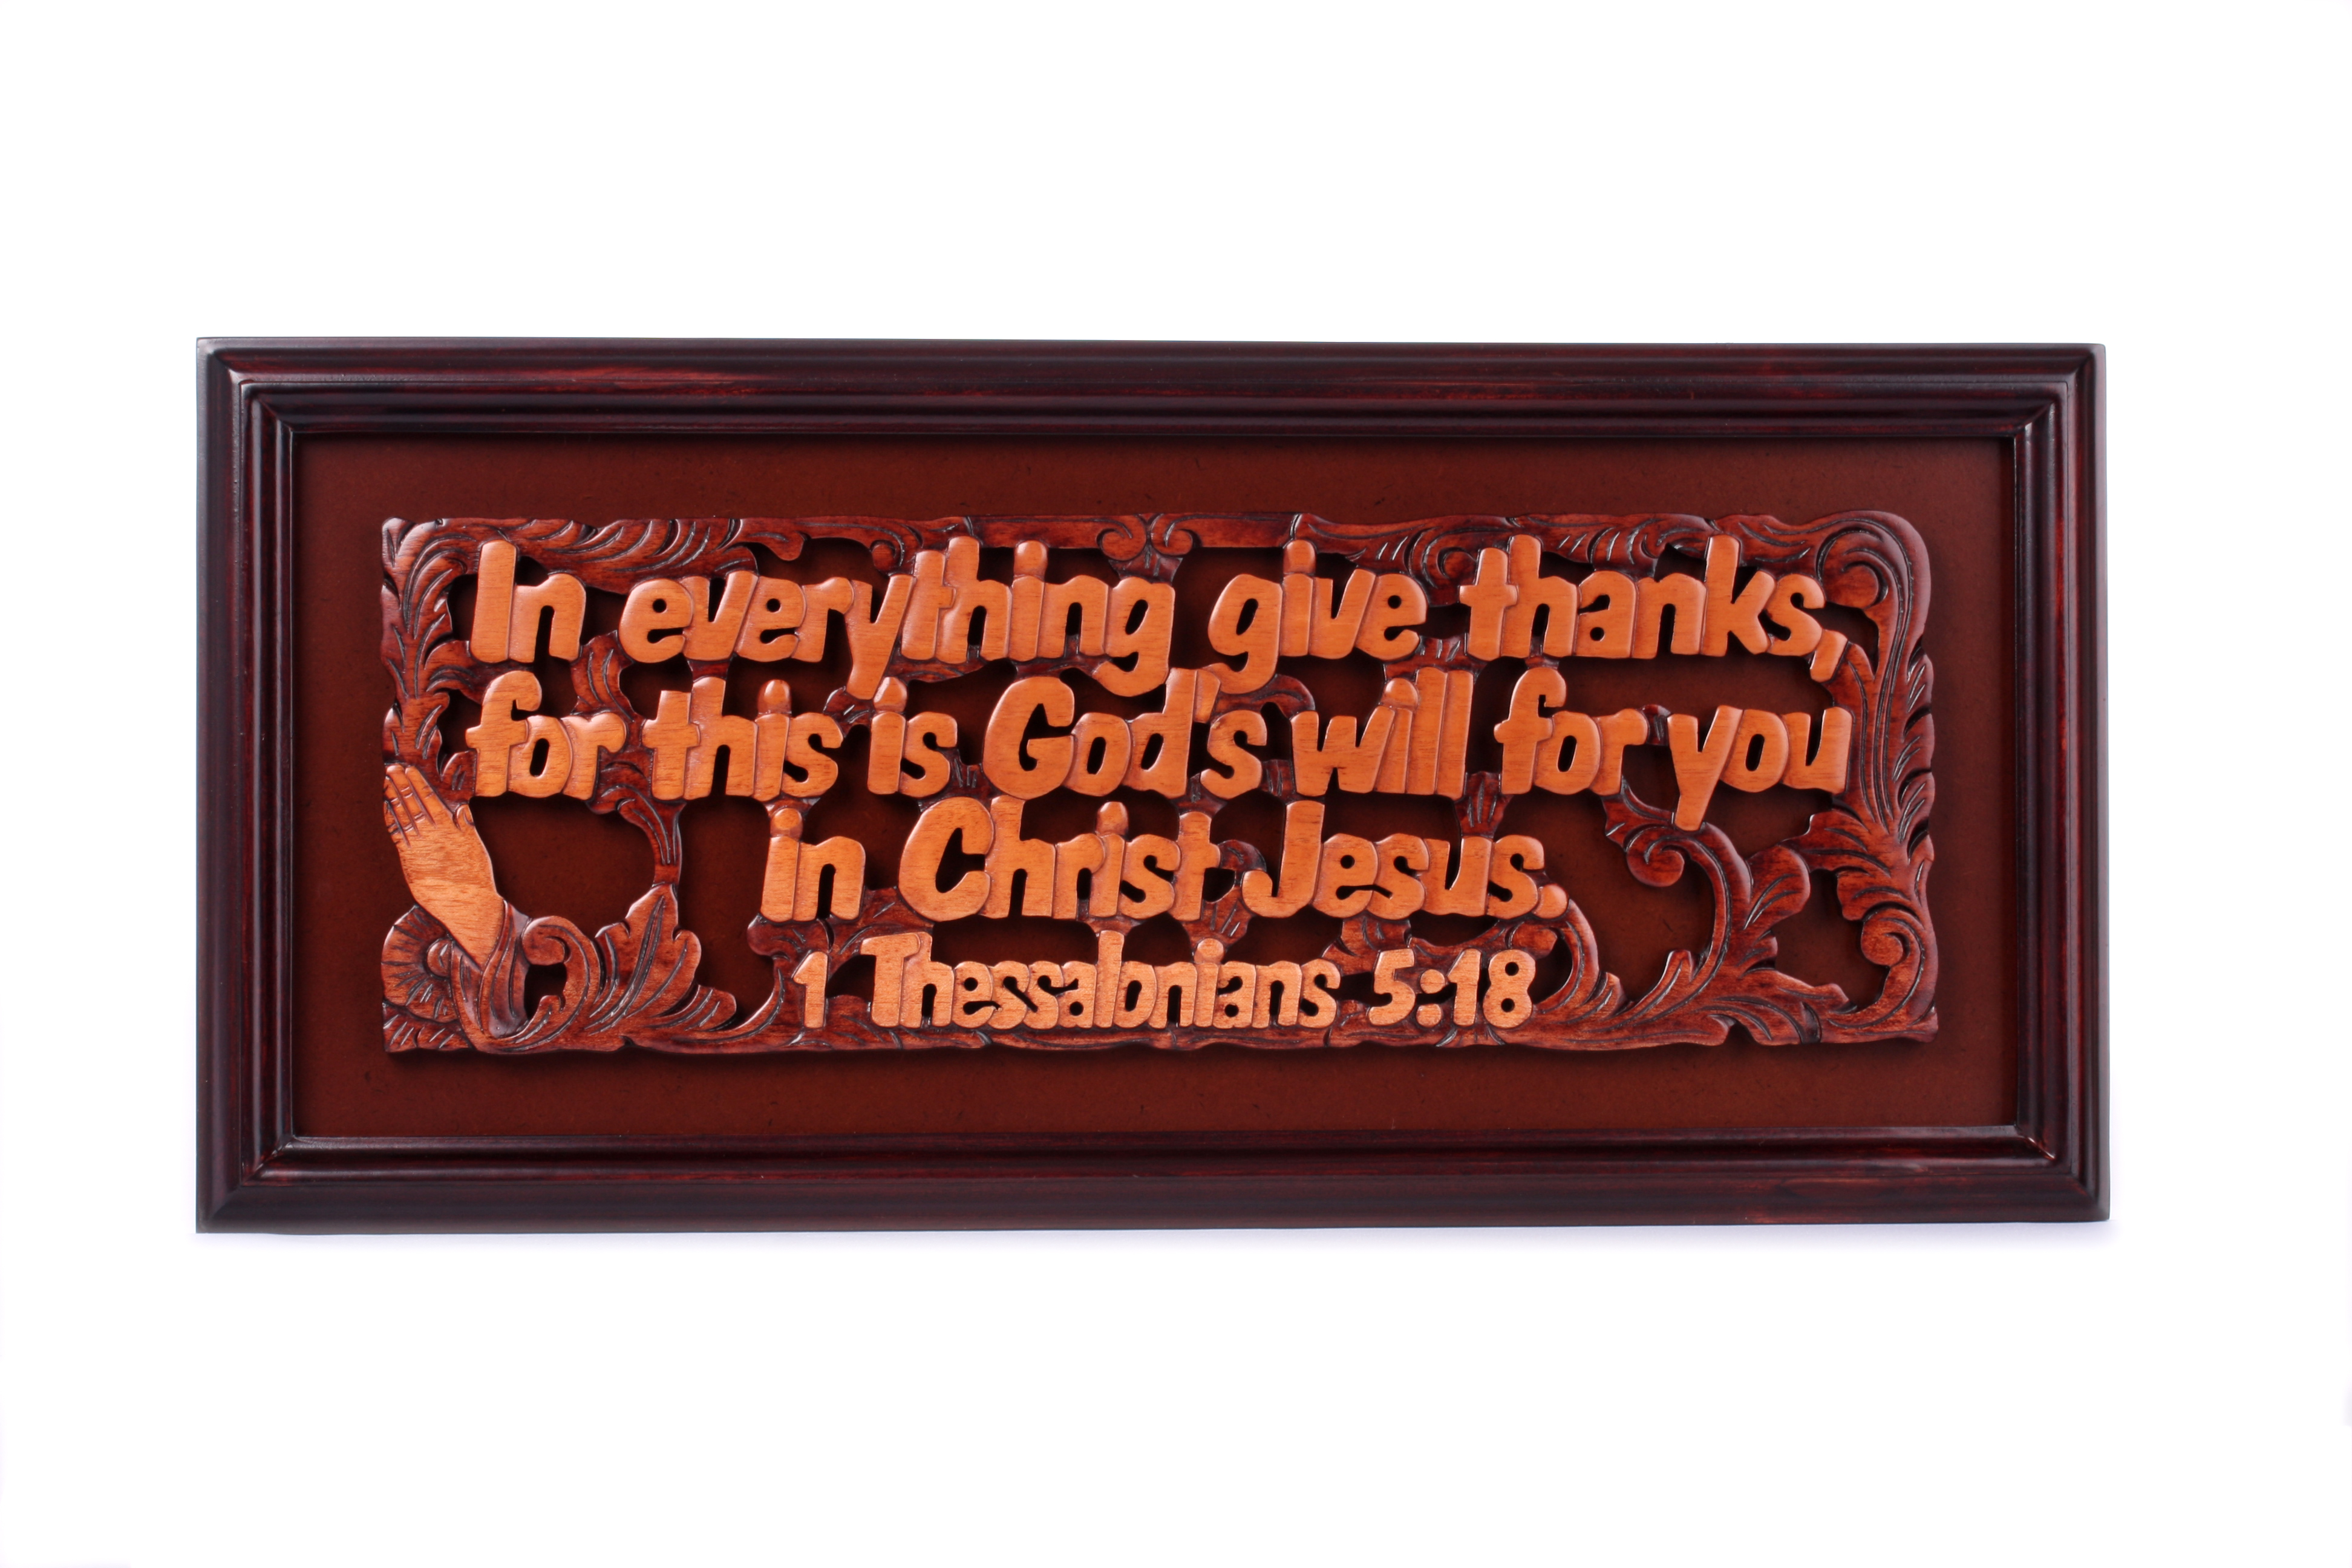 In everything give thanks,
for this is God's will for you
in Christ Jesus.
1 Thessalonians 5:18